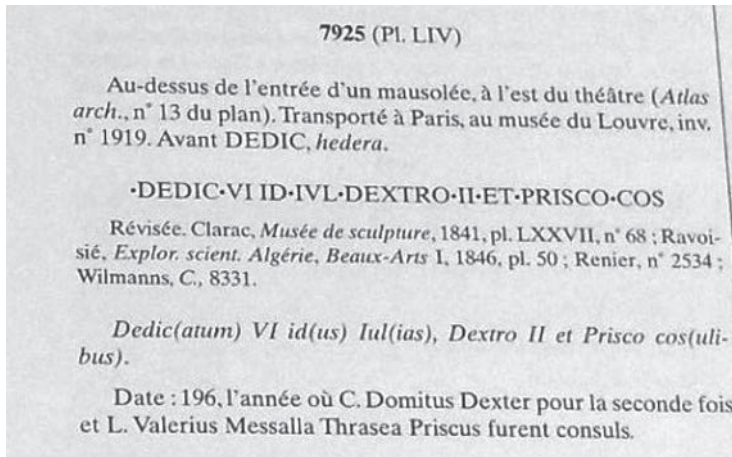 7925 (Pl. LIV)
Au-dessus de l'entrée d'un mausolée, à l'est du théâtre (Atlas
arch., n° 13 du plan). Transporté à Paris, au musée du Louvre, inv.
n° 1919. Avant DEDIC, hedera.
·DEDIC·VI ID·IVL·DEXTRO·II·ET·PRISCO·COS
Révisée. Clarac, Musée de sculpture, 1841, pl. LXXVII, n° 68 ; Ravoi-
sié, Explor. scient. Algérie, Beaux-Arts I, 1846, pl. 50 ; Renier, n° 2534 ;
Wilmanns, C., 8331.
Dedic(atum) VI id(us) Iul(ias), Dextro II et Prisco cos(uli-
bus).
Date : 196, l'année où C. Domitus Dexter pour la seconde fois
et L. Valerius Messalla Thrasea Priscus furent consuls.